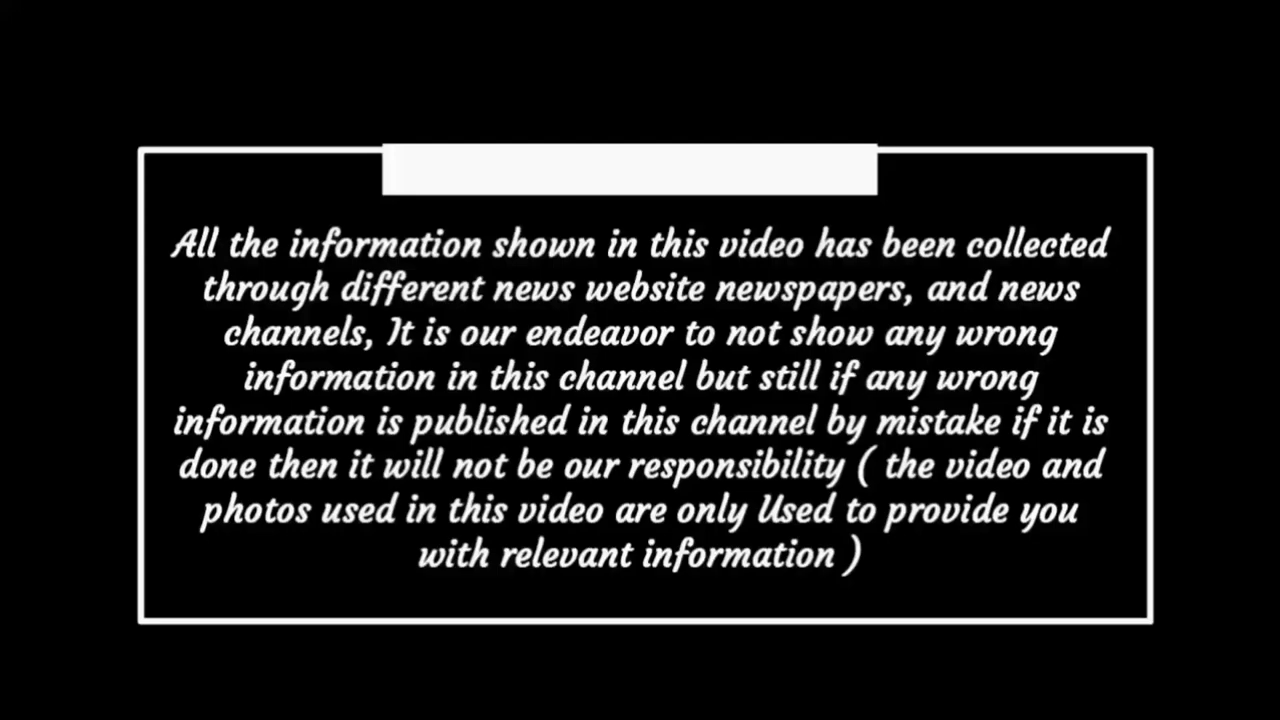 All the information shown in this video has been collected
through different news website newspapers, and news
channels, It is our endeavor to not show any wrong
information in this channel but still if any wrong
information is published in this channel by mistake if it is
done then it will not be our responsibility ( the video and
photos used in this video are only Used to provide you
with relevant information )